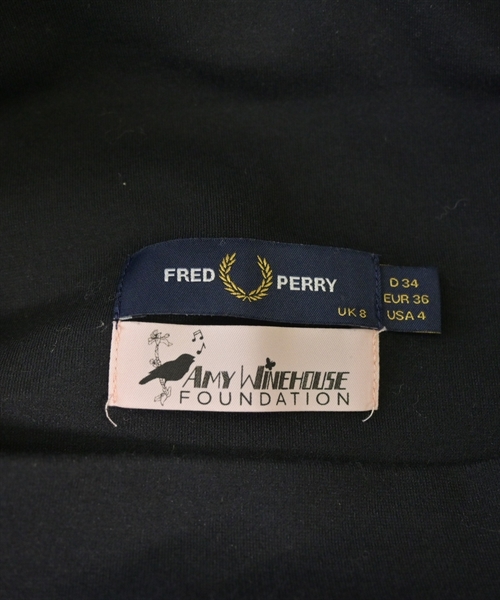 FRED PERRY
UK 8
D 34
EUR 36
USA 4
AMY WINEHOUSE
FOUNDATION